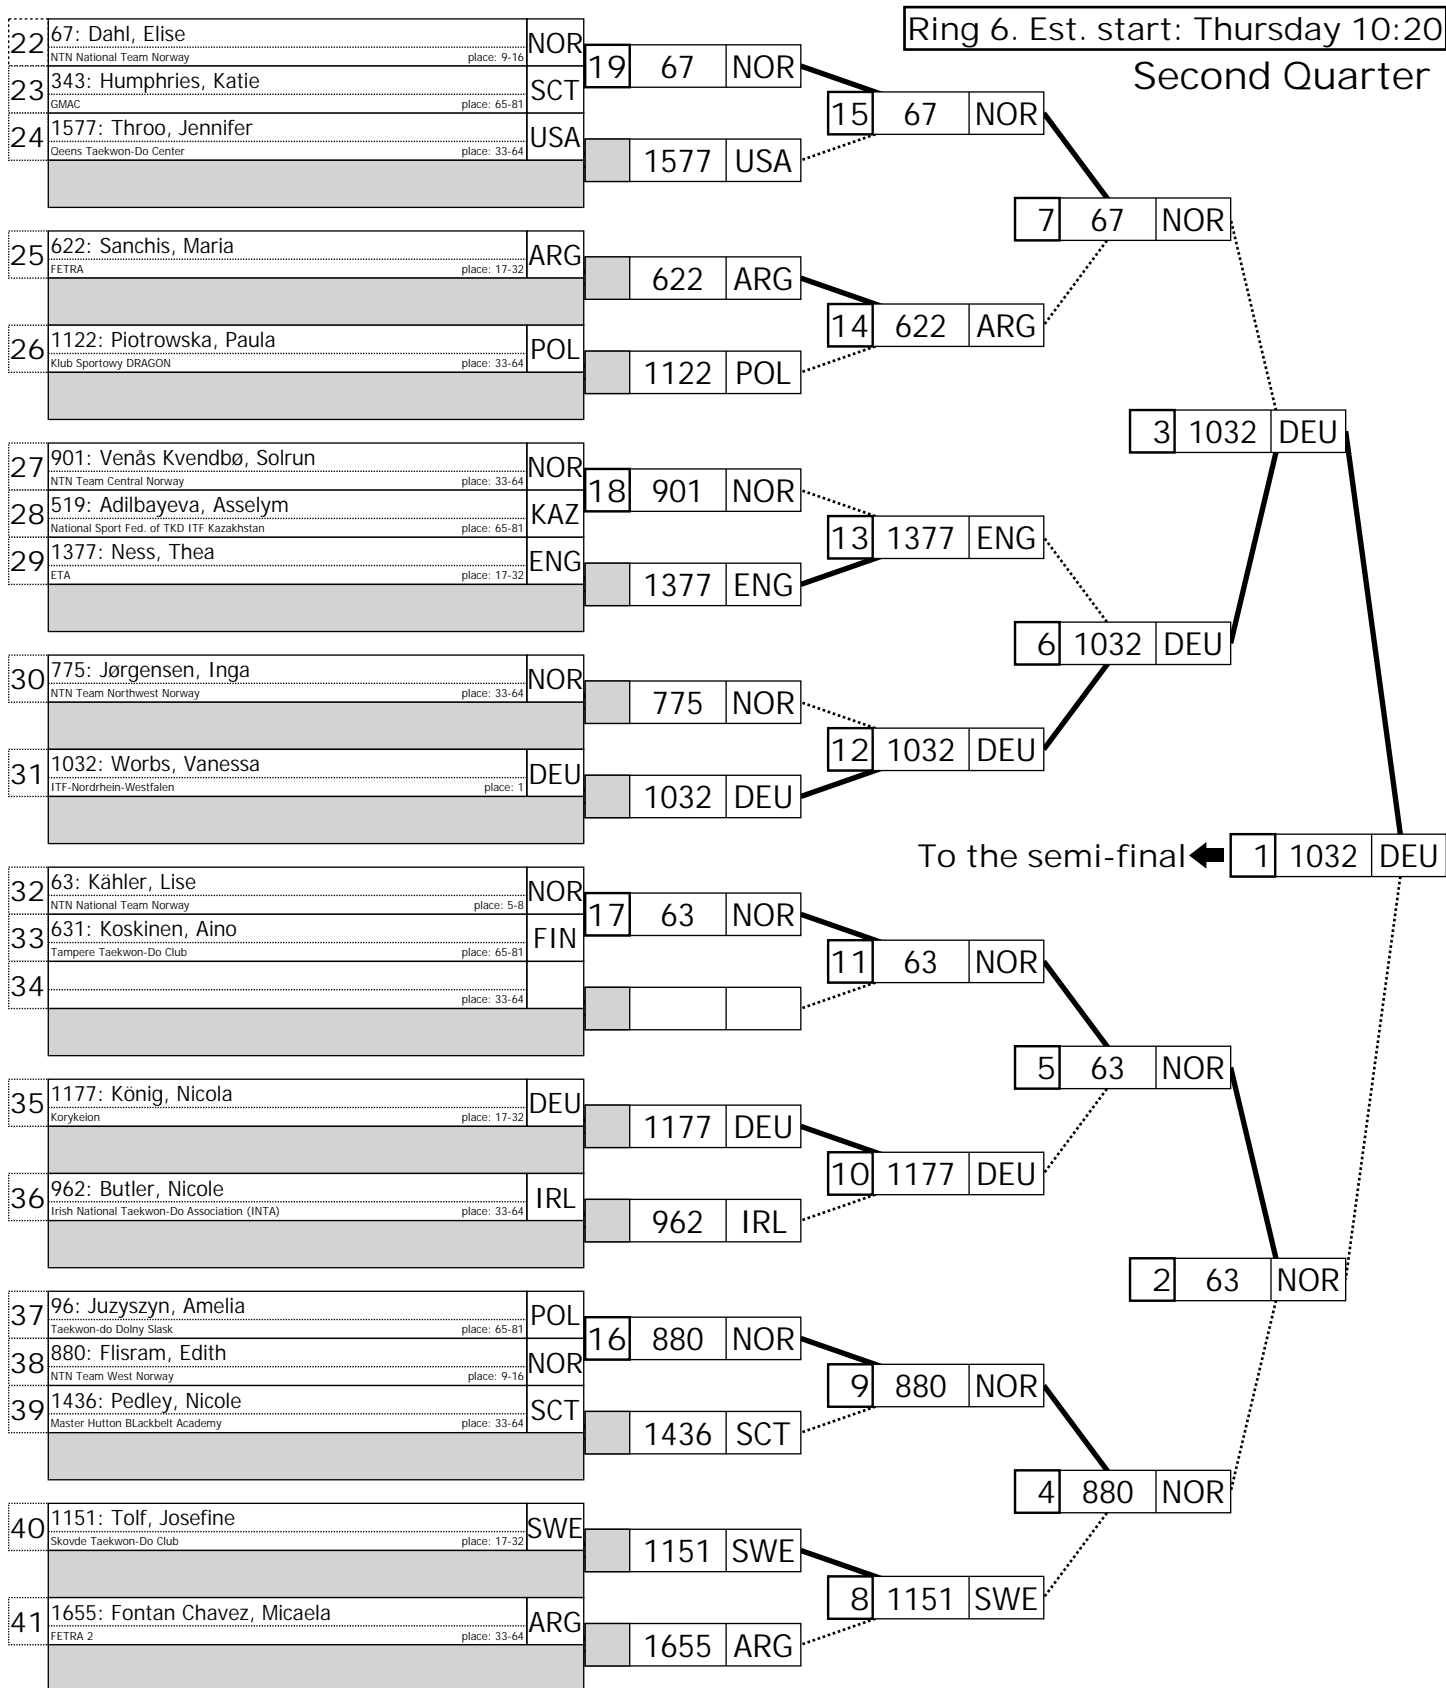 Ring 6. Est. start: Thursday 10:20
Second Quarter
22
67: Dahl, Elise
NTN National Team Norway place: 9-16
NOR
23
343: Humphries, Katie
GMAC place: 65-81
SCT
24
1577: Throo, Jennifer
Qeens Taekwon-Do Center place: 33-64
USA
25
622: Sanchis, Maria
FETRA place: 17-32
ARG
26
1122: Piotrowska, Paula
Klub Sportowy DRAGON place: 33-64
POL
27
901: Venås Kvendbø, Solrun
NTN Team Central Norway place: 33-64
NOR
28
519: Adilbayeva, Asselym
National Sport Fed. of TKD ITF Kazakhstan place: 65-81
KAZ
29
1377: Ness, Thea
ETA place: 17-32
ENG
30
775: Jørgensen, Inga
NTN Team Northwest Norway place: 33-64
NOR
31
1032: Worbs, Vanessa
ITF-Nordrhein-Westfalen place: 1
DEU
32
63: Kähler, Lise
NTN National Team Norway place: 5-8
NOR
33
631: Koskinen, Aino
Tampere Taekwon-Do Club place: 65-81
FIN
34
place: 33-64
35
1177: König, Nicola
Korykeion place: 17-32
DEU
36
962: Butler, Nicole
Irish National Taekwon-Do Association (INTA) place: 33-64
IRL
37
96: Juzyszyn, Amelia
Taekwon-do Dolny Slask place: 65-81
POL
38
880: Flisram, Edith
NTN Team West Norway place: 9-16
NOR
39
1436: Pedley, Nicole
Master Hutton BLackbelt Academy place: 33-64
SCT
40
1151: Tolf, Josefine
Skovde Taekwon-Do Club place: 17-32
SWE
41
1655: Fontan Chavez, Micaela
FETRA 2 place: 33-64
ARG
19 67 NOR
1577 USA
622 ARG
1122 POL
18 901 NOR
1377 ENG
775 NOR
1032 DEU
17 63 NOR
1177 DEU
962 IRL
16 880 NOR
1436 SCT
1151 SWE
1655 ARG
15 67 NOR
14 622 ARG
13 1377 ENG
12 1032 DEU
11 63 NOR
10 1177 DEU
9 880 NOR
8 1151 SWE
7 67 NOR
6 1032 DEU
5 63 NOR
4 880 NOR
3 1032 DEU
2 63 NOR
To the semi-final 1 1032 DEU